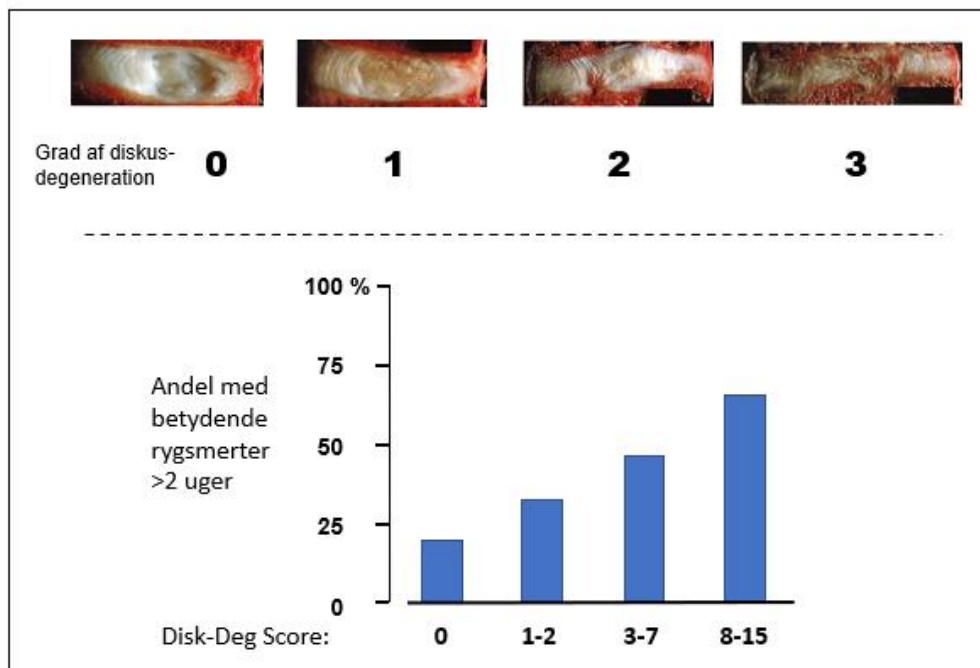 Grad af diskus-
degeneration
0 1 2 3
100 %
75
50
25
0
Andel med
betydende
rygsmerter
>2 uger
Disk-Deg Score: 0 1-2 3-7 8-15